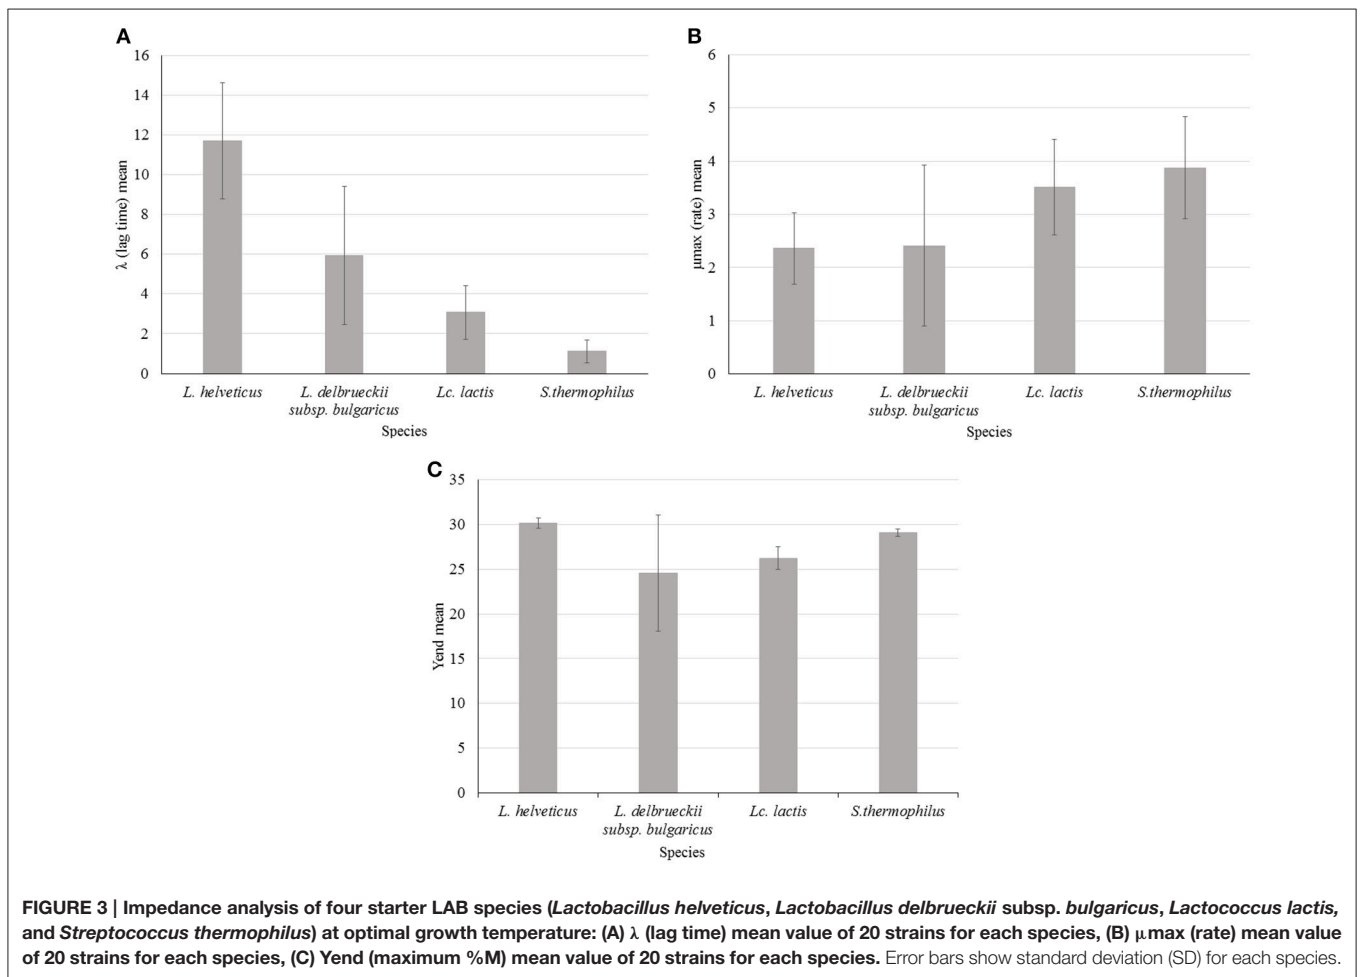 A
16
14
12
10
8
6
4
2
0
λ (lag time) mean
L. helveticus
L. delbrueckii
subsp. bulgaricus
Lc. lactis
S.thermophilus
Species
B
6
5
4
3
2
1
0
μmax (rate) mean
L. helveticus
L. delbrueckii
subsp. bulgaricus
Lc. lactis
S.thermophilus
Species
C
35
30
25
20
15
10
5
0
Yend mean
L. helveticus
L. delbrueckii
subsp. bulgaricus
Lc. lactis
S.thermophilus
Species
FIGURE 3 | Impedance analysis of four starter LAB species (Lactobacillus helveticus, Lactobacillus delbrueckii subsp. bulgaricus, Lactococcus lactis,
and Streptococcus thermophilus) at optimal growth temperature: (A) λ (lag time) mean value of 20 strains for each species, (B) μmax (rate) mean value
of 20 strains for each species, (C) Yend (maximum %M) mean value of 20 strains for each species. Error bars show standard deviation (SD) for each species.